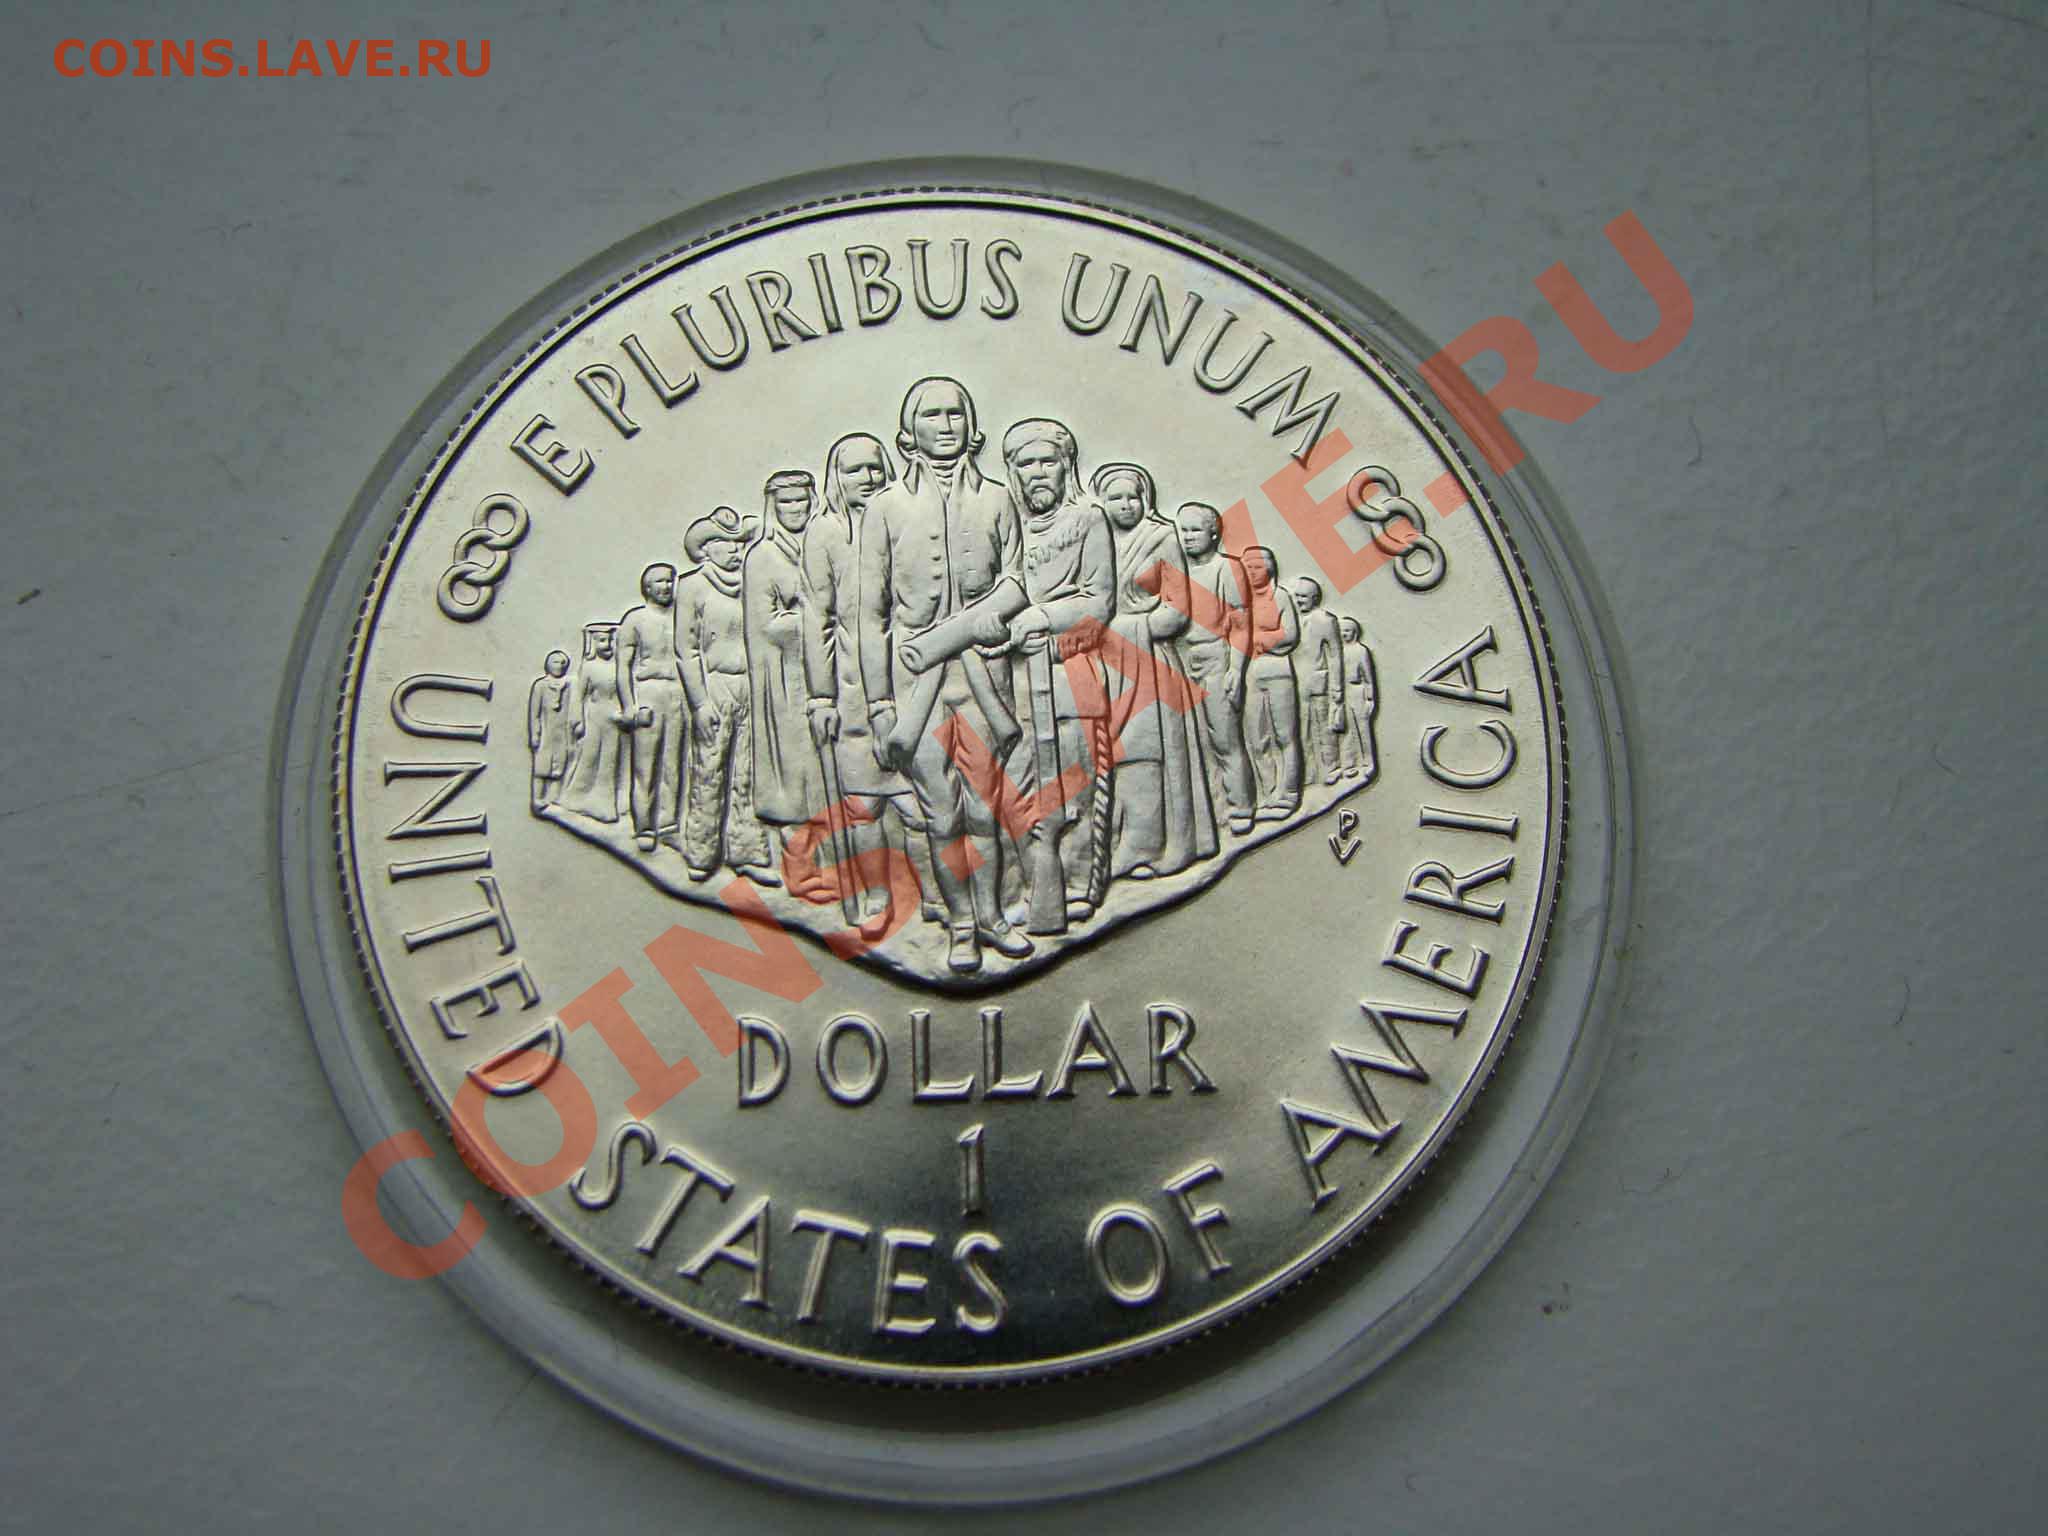 COINS.LAVE.RU
E PLURIBUS UNUM
UNITED STATES OF AMERICA
P
DOLLAR
1
COINS.LAVE.RU